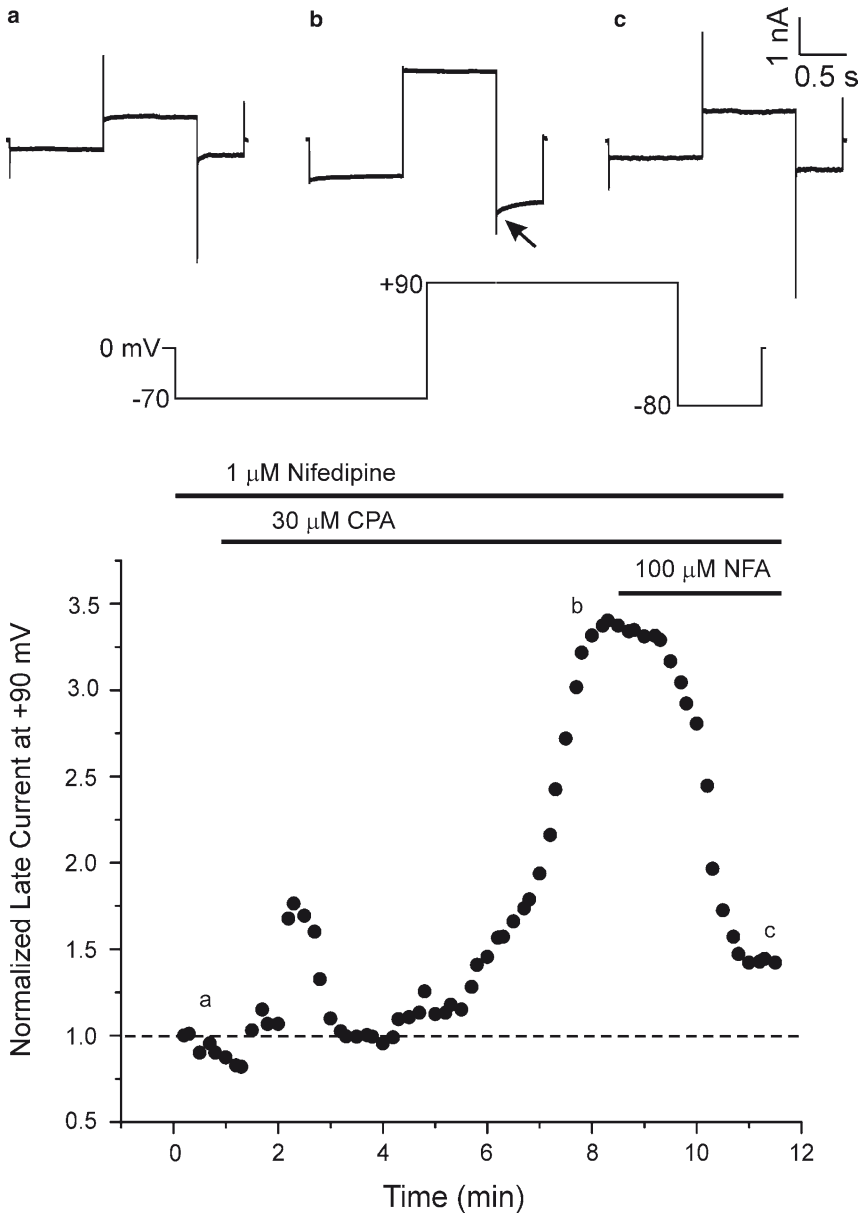 a b c
1 nA
0.5 s
+90
0 mV
-70
-80
1 μM Nifedipine
30 μM CPA
100 μM NFA
Normalized Late Current at +90 mV
3.5
3.0
2.5
2.0
1.5
1.0
0.5
a
b
c
0 2 4 6 8 10 12
Time (min)